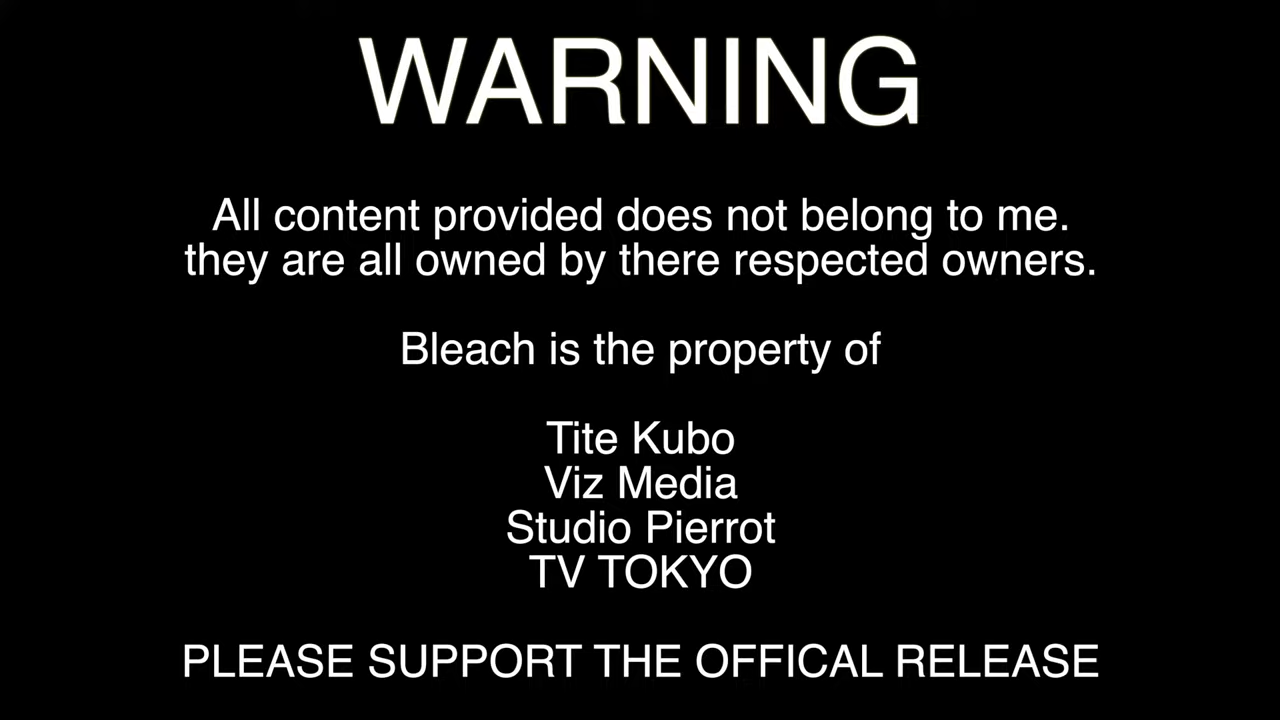 WARNING
All content provided does not belong to me.
they are all owned by there respected owners.
Bleach is the property of
Tite Kubo
Viz Media
Studio Pierrot
TV TOKYO
PLEASE SUPPORT THE OFFICAL RELEASE